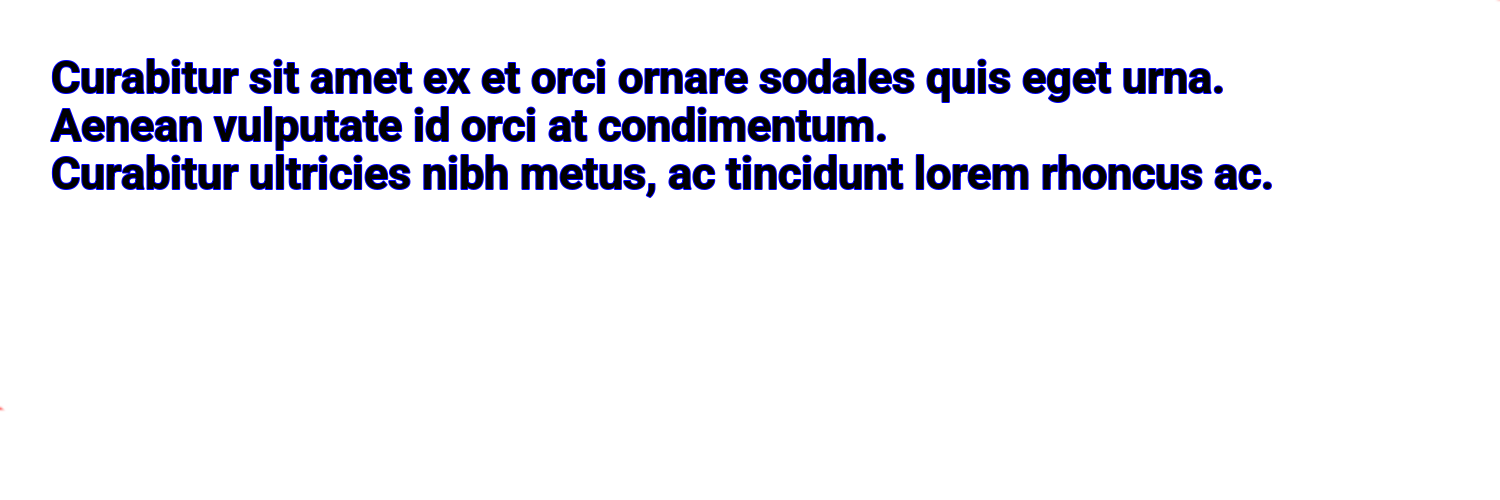 Curabitur sit amet ex et orci ornare sodales quis eget urna.
Aenean vulputate id orci at condimentum.
Curabitur ultricies nibh metus, ac tincidunt lorem rhoncus ac.